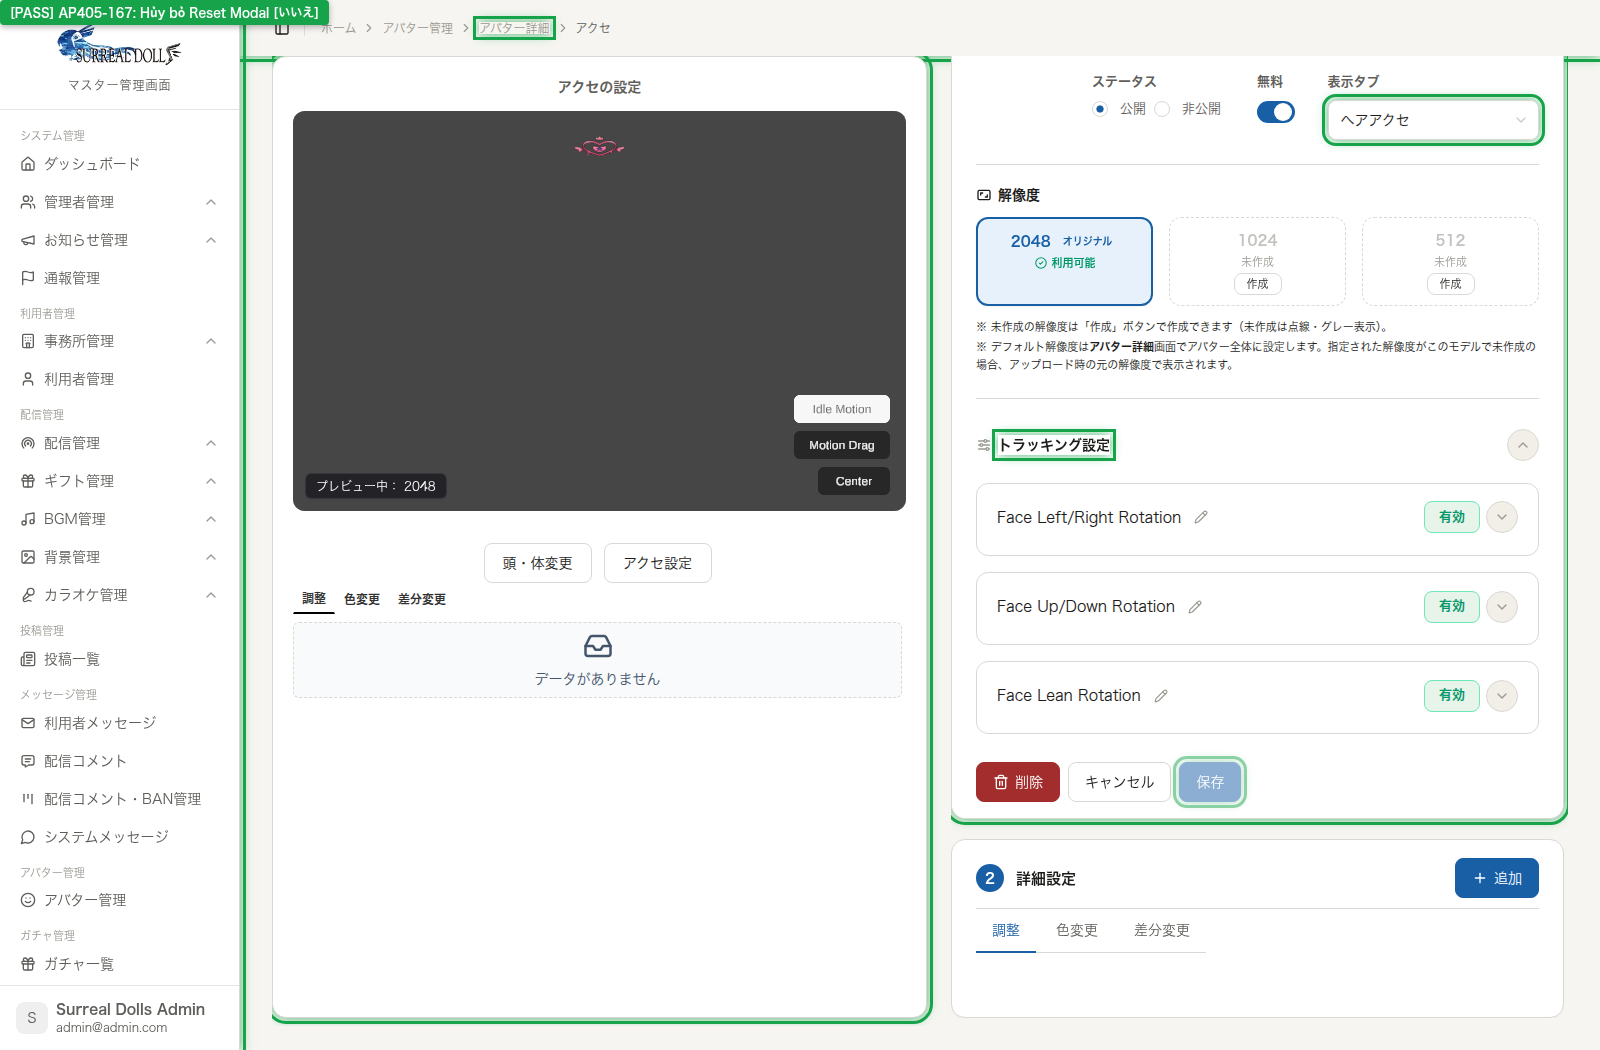 [PASS] AP405-167: Hủy bỏ Reset Modal [いいえ]
SURREAL DOLL
マスター管理画面
システム管理
ダッシュボード
管理者管理
お知らせ管理
通報管理
利用者管理
事務所管理
利用者管理
配信管理
配信管理
ギフト管理
BGM管理
背景管理
カラオケ管理
投稿管理
投稿一覧
メッセージ管理
利用者メッセージ
配信コメント
配信コメント・BAN管理
システムメッセージ
アバター管理
アバター管理
ガチャ管理
ガチャ一覧
S
Surreal Dolls Admin
admin@admin.com
ホーム > アバター管理 > アバター詳細 > アクセ
アクセの設定
Idle Motion
Motion Drag
Center
プレビュー中： 2048
頭・体変更
アクセ設定
調整 色変更 差分変更
データがありません
ステータス
公開 非公開
無料
表示タブ
ヘアアクセ
解像度
2048 オリジナル
利用可能
1024
未作成
作成
512
未作成
作成
※ 未作成の解像度は「作成」ボタンで作成できます（未作成は点線・グレー表示）。
※ デフォルト解像度はアバター詳細画面でアバター全体に設定します。指定された解像度がこのモデルで未作成の
場合、アップロード時の元の解像度で表示されます。
トラッキング設定
Face Left/Right Rotation
有効
Face Up/Down Rotation
有効
Face Lean Rotation
有効
削除
キャンセル
保存
2 詳細設定
+ 追加
調整 色変更 差分変更